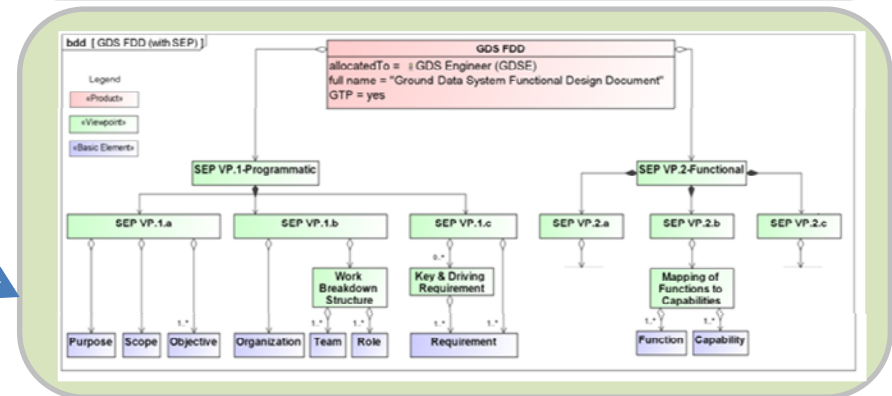 bdd [ GDS FDD (with SEP) ]
GDS FDD
allocatedTo = GDS Engineer (GDSE)
full name = "Ground Data System Functional Design Document"
GTP = yes
Legend
«Product»
«Viewpoint»
«Basic Element»
SEP VP.1-Programmatic
SEP VP.2-Functional
SEP VP.1.a
SEP VP.1.b
SEP VP.1.c
SEP VP.2.a
SEP VP.2.b
SEP VP.2.c
0..*
Work
Breakdown
Structure
Key & Driving
Requirement
Mapping of
Functions to
Capabilities
1..*
1..*
1..*
1..*
1..*
1..*
1..*
Purpose
Scope
Objective
Organization
Team
Role
Requirement
Function
Capability